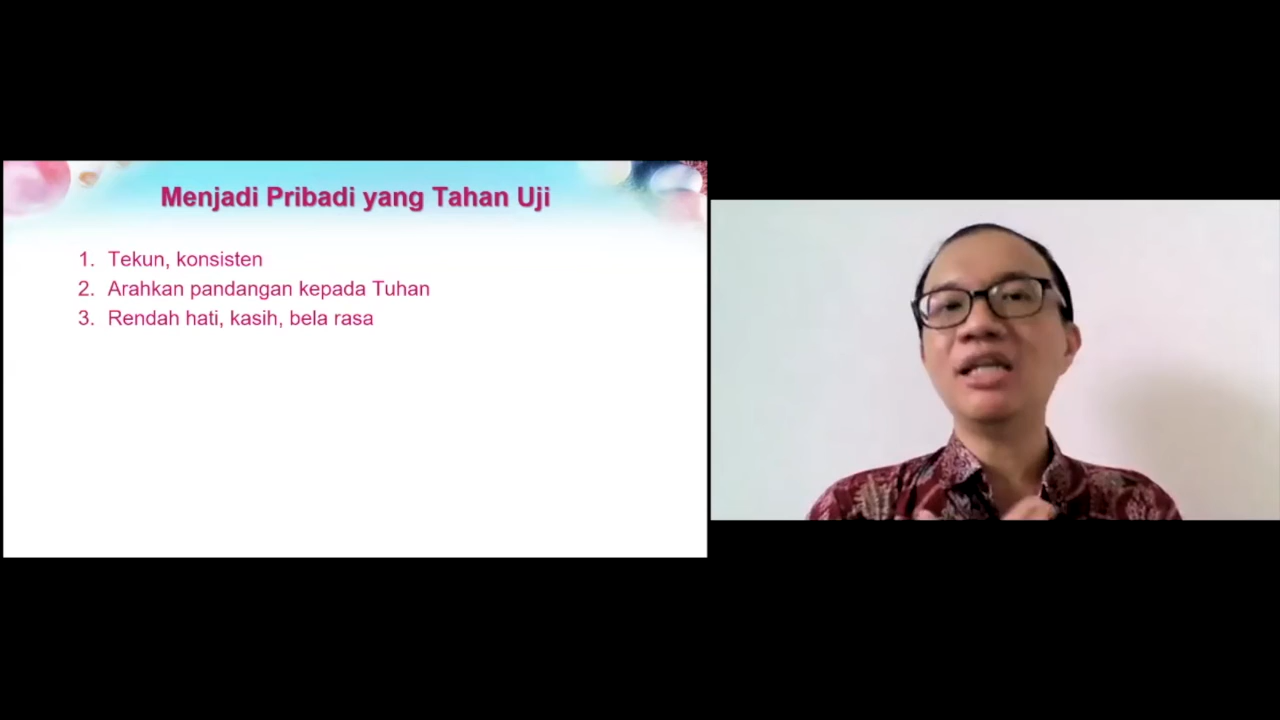 Menjadi Pribadi yang Tahan Uji
1. Tekun, konsisten
2. Arahkan pandangan kepada Tuhan
3. Rendah hati, kasih, bela rasa